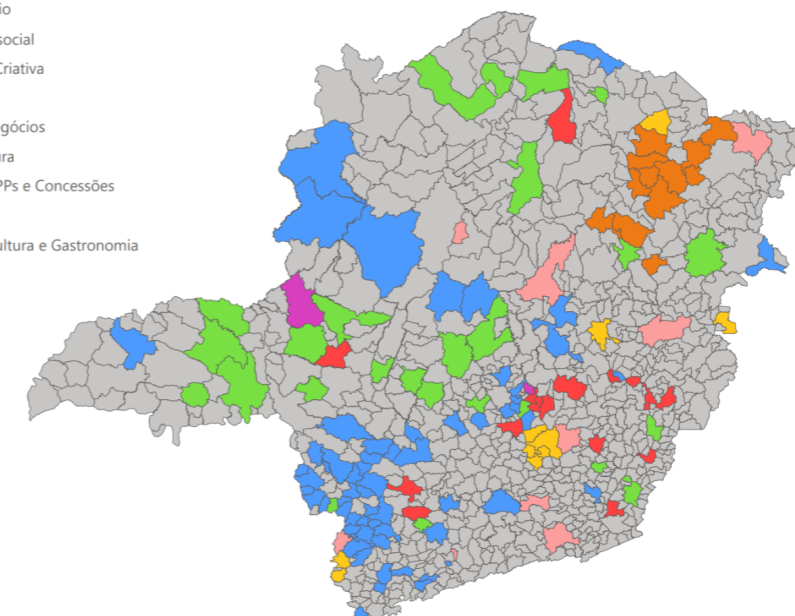 io
social
Criativa
gócios
ura
PPs e Concessões
ultura e Gastronomia